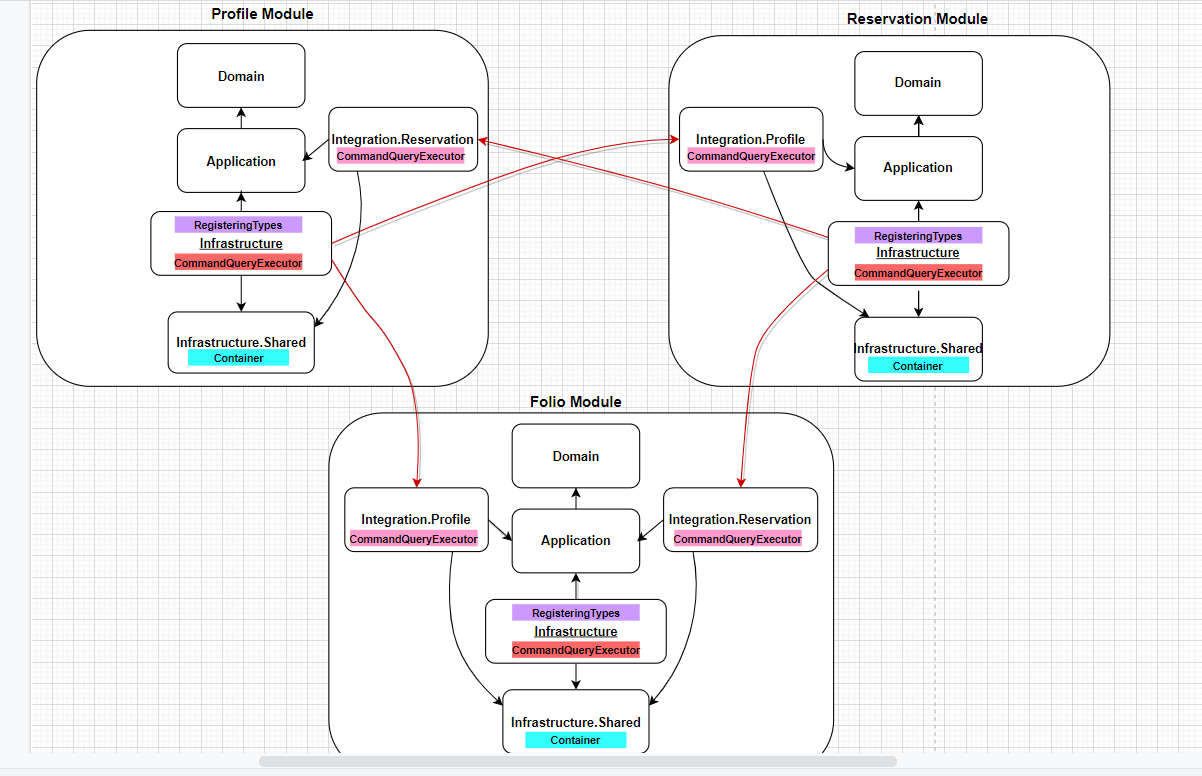 Profile Module
Domain
Application
Integration.Reservation
CommandQueryExecutor
RegisteringTypes
Infrastructure
CommandQueryExecutor
Infrastructure.Shared
Container
Reservation Module
Domain
Integration.Profile
CommandQueryExecutor
Application
RegisteringTypes
Infrastructure
CommandQueryExecutor
Infrastructure.Shared
Container
Folio Module
Domain
Integration.Profile
CommandQueryExecutor
Application
Integration.Reservation
CommandQueryExecutor
RegisteringTypes
Infrastructure
CommandQueryExecutor
Infrastructure.Shared
Container